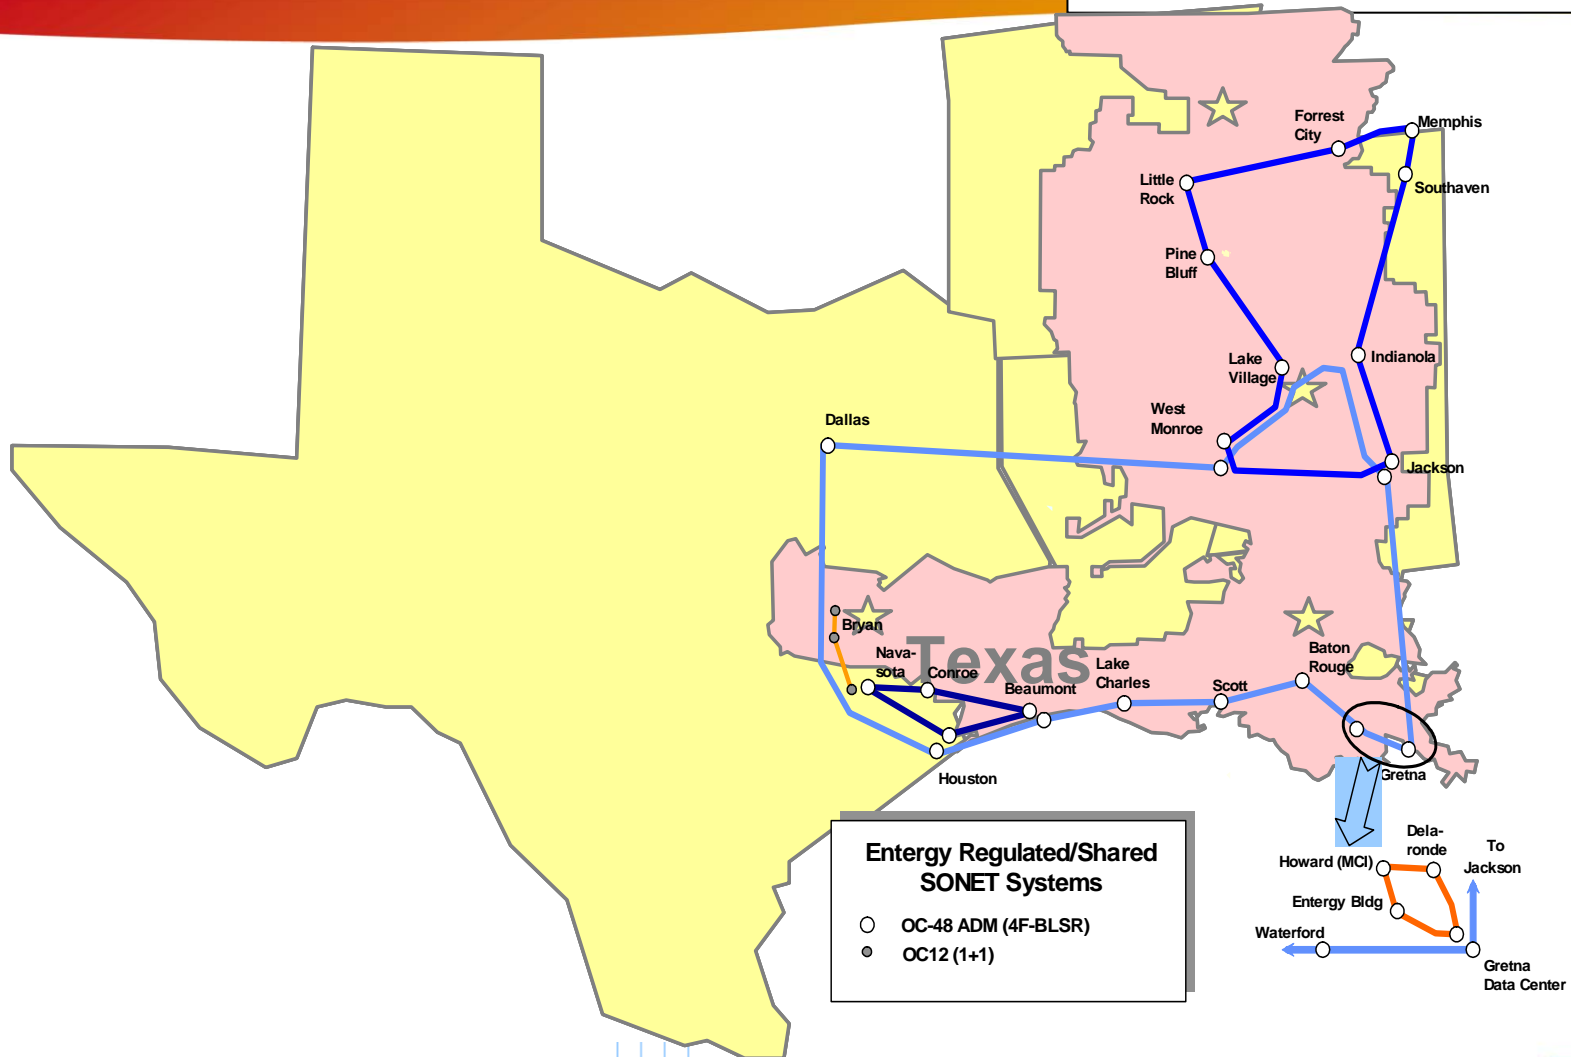 Forrest
City
Memphis
Little
Rock
Southaven
Pine
Bluff
Lake
Village
Indianola
West
Monroe
Dallas
Jackson
Bryan
Texas
Nava-
sota
Conroe
Beaumont
Lake
Charles
Scott
Baton
Rouge
Houston
Gretna
Entergy Regulated/Shared
SONET Systems
OC-48 ADM (4F-BLSR)
OC12 (1+1)
Dela-
ronde
To
Jackson
Howard (MCI)
Entergy Bldg
Waterford
Gretna
Data Center